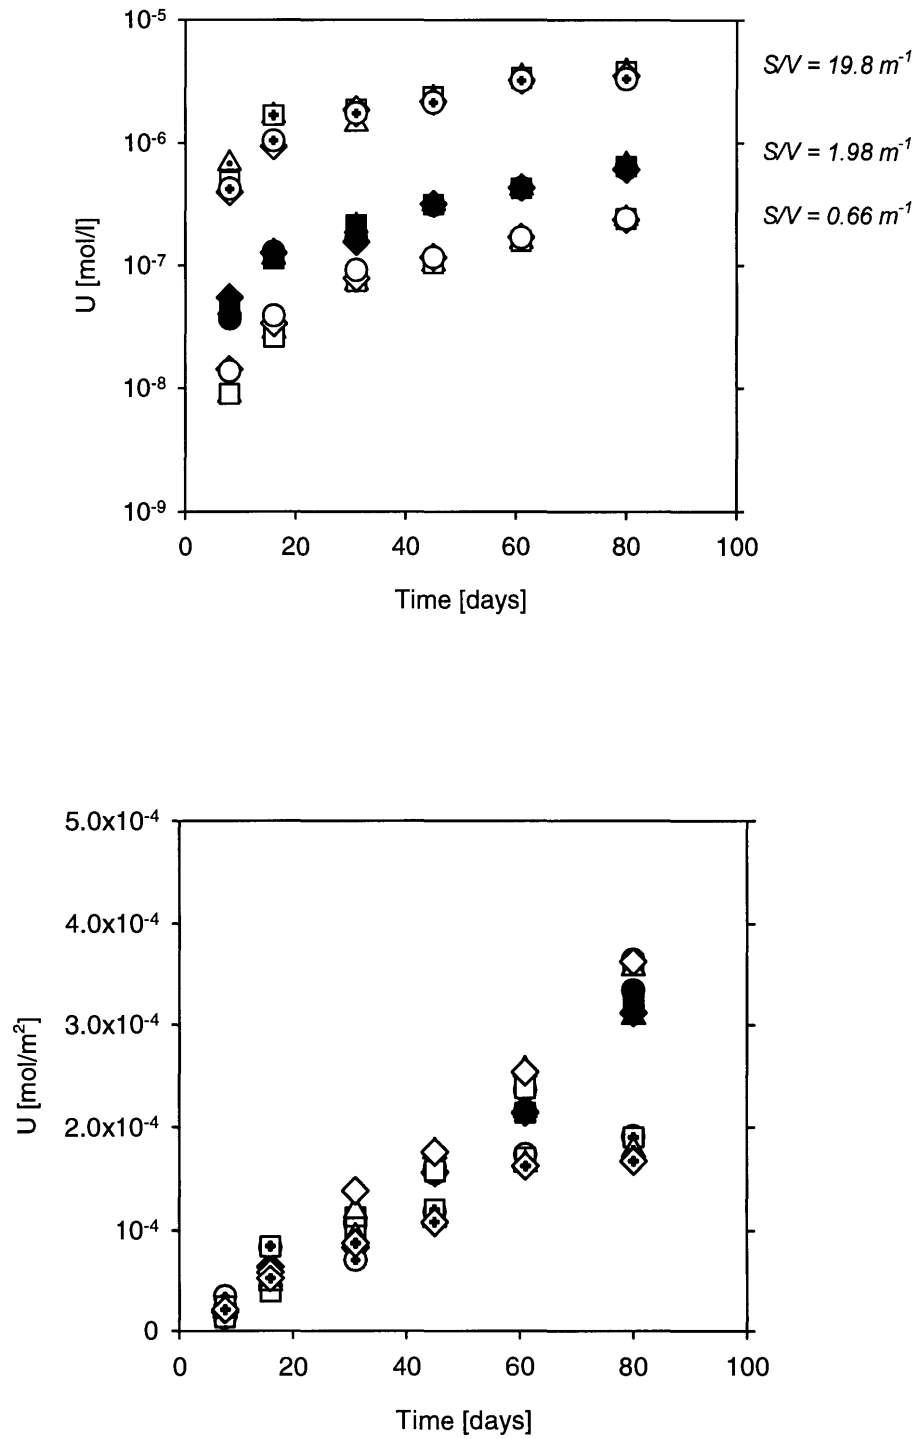 10⁻⁵
S/V = 19.8 m⁻¹
10⁻⁶
S/V = 1.98 m⁻¹
S/V = 0.66 m⁻¹
U [mol/l]
10⁻⁷
10⁻⁸
10⁻⁹
0 20 40 60 80 100
Time [days]
5.0x10⁻⁴
4.0x10⁻⁴
3.0x10⁻⁴
U [mol/m²]
2.0x10⁻⁴
10⁻⁴
0
0 20 40 60 80 100
Time [days]